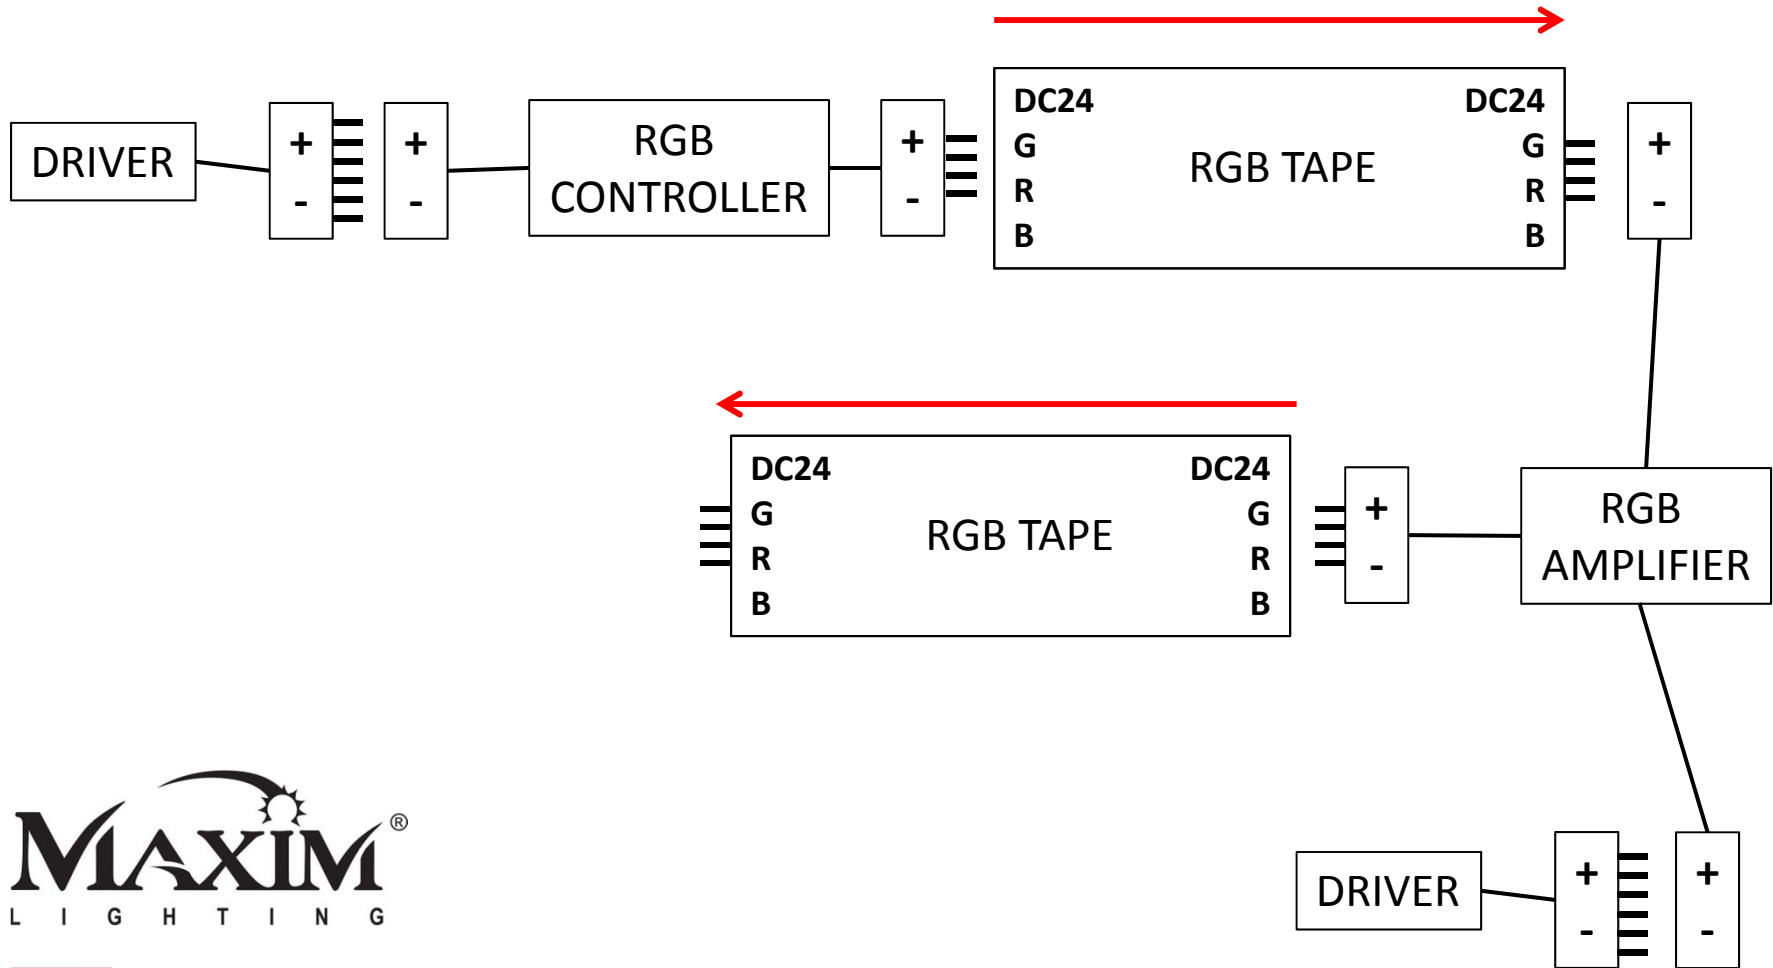 DRIVER
+
-
+
-
RGB
CONTROLLER
+
-
DC24
G
R
B
RGB TAPE
DC24
G
R
B
+
-
DC24
G
R
B
RGB TAPE
DC24
G
R
B
+
-
RGB
AMPLIFIER
MAXIM®
LIGHTING
DRIVER
+
-
+
-